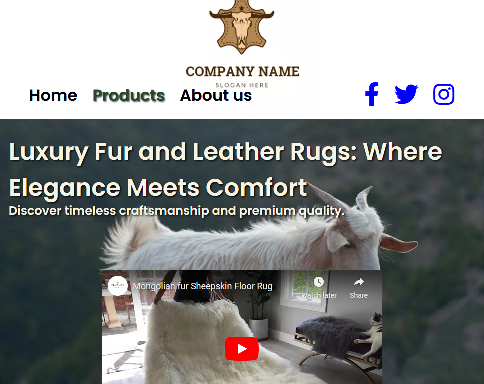 COMPANY NAME
SLOGAN HERE
Home Products About us
Luxury Fur and Leather Rugs: Where
Elegance Meets Comfort
Discover timeless craftsmanship and premium quality.
Mongolian fur Sheepskin Floor Rug
Watch later Share